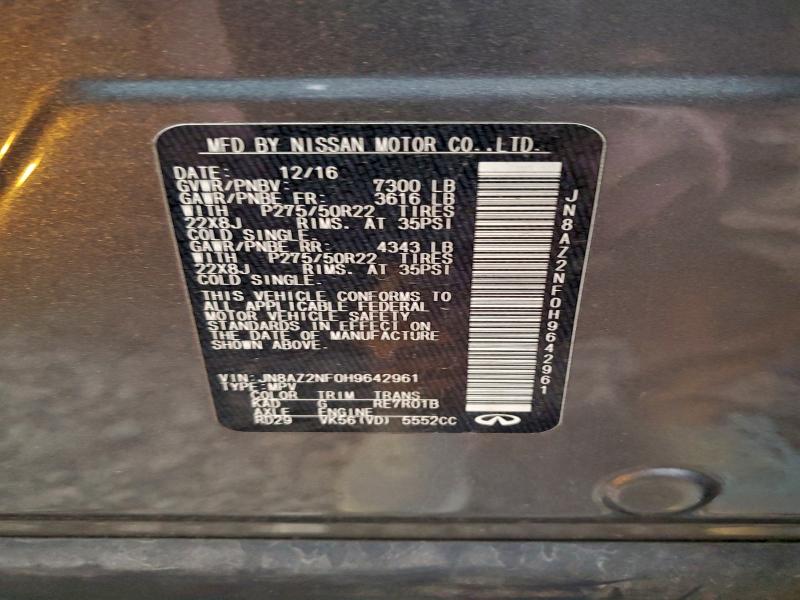 MFD BY NISSAN MOTOR CO.,LTD.
DATE: 12/16
GVWR/PNBV: 7300 LB
GAWR/PNBE FR: 3616 LB
WITH P275/50R22 TIRES
22X8J RIMS. AT 35PSI
COLD SINGLE.
GAWR/PNBE RR: 4343 LB
WITH P275/50R22 TIRES
22X8J RIMS. AT 35PSI
COLD SINGLE.
THIS VEHICLE CONFORMS TO
ALL APPLICABLE FEDERAL
MOTOR VEHICLE SAFETY
STANDARDS IN EFFECT ON
THE DATE OF MANUFACTURE
SHOWN ABOVE.
VIN: JN8AZ2NF0H9642961
TYPE: MPV
COLOR TRIM TRANS
KAD G RE7R01B
AXLE ENGINE
RD29 VK56(VD) 5552CC
JN8AZ2NF0H9642961